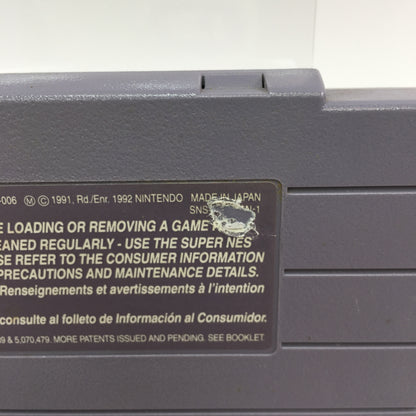 -006 Ⓜ © 1991, Rd./Enr. 1992 NINTENDO MADE IN JAPAN
SNS -1
E LOADING OR REMOVING A GAME
EANED REGULARLY - USE THE SUPER NES
SE REFER TO THE CONSUMER INFORMATION
PRECAUTIONS AND MAINTENANCE DETAILS.
Renseignements et avertissements à l'intention
consulte al folleto de Información al Consumidor.
9 & 5,070,479. MORE PATENTS ISSUED AND PENDING. SEE BOOKLET.